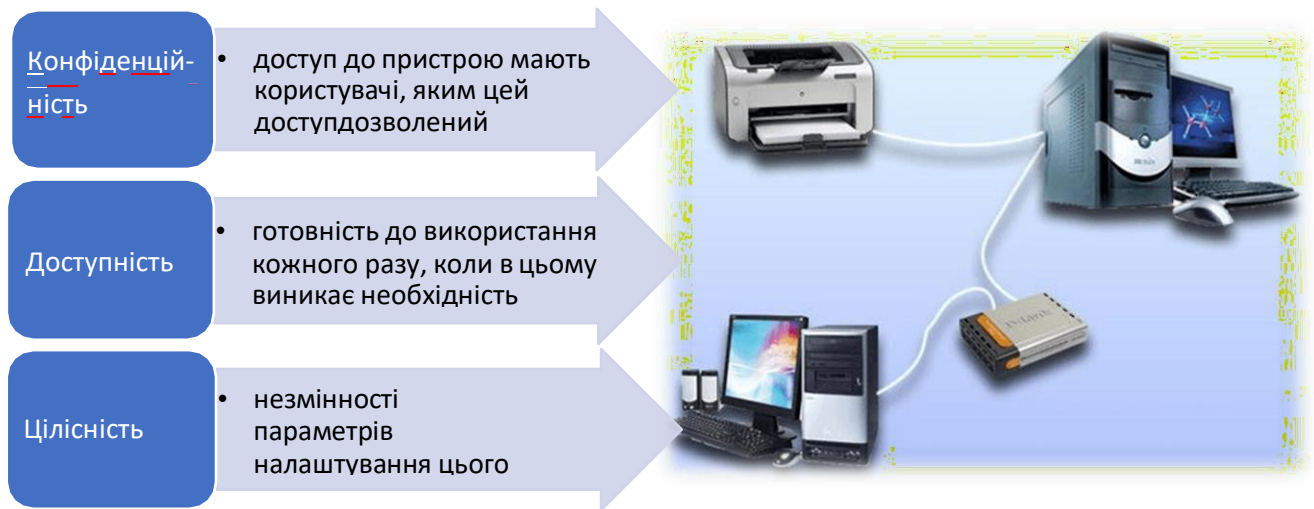 Конфіденцій-
ність
• доступ до пристрою мають
користувачі, яким цей
доступдозволений
Доступність
• готовність до використання
кожного разу, коли в цьому
виникає необхідність
Цілісність
• незмінності
параметрів
налаштування цього
D-Link